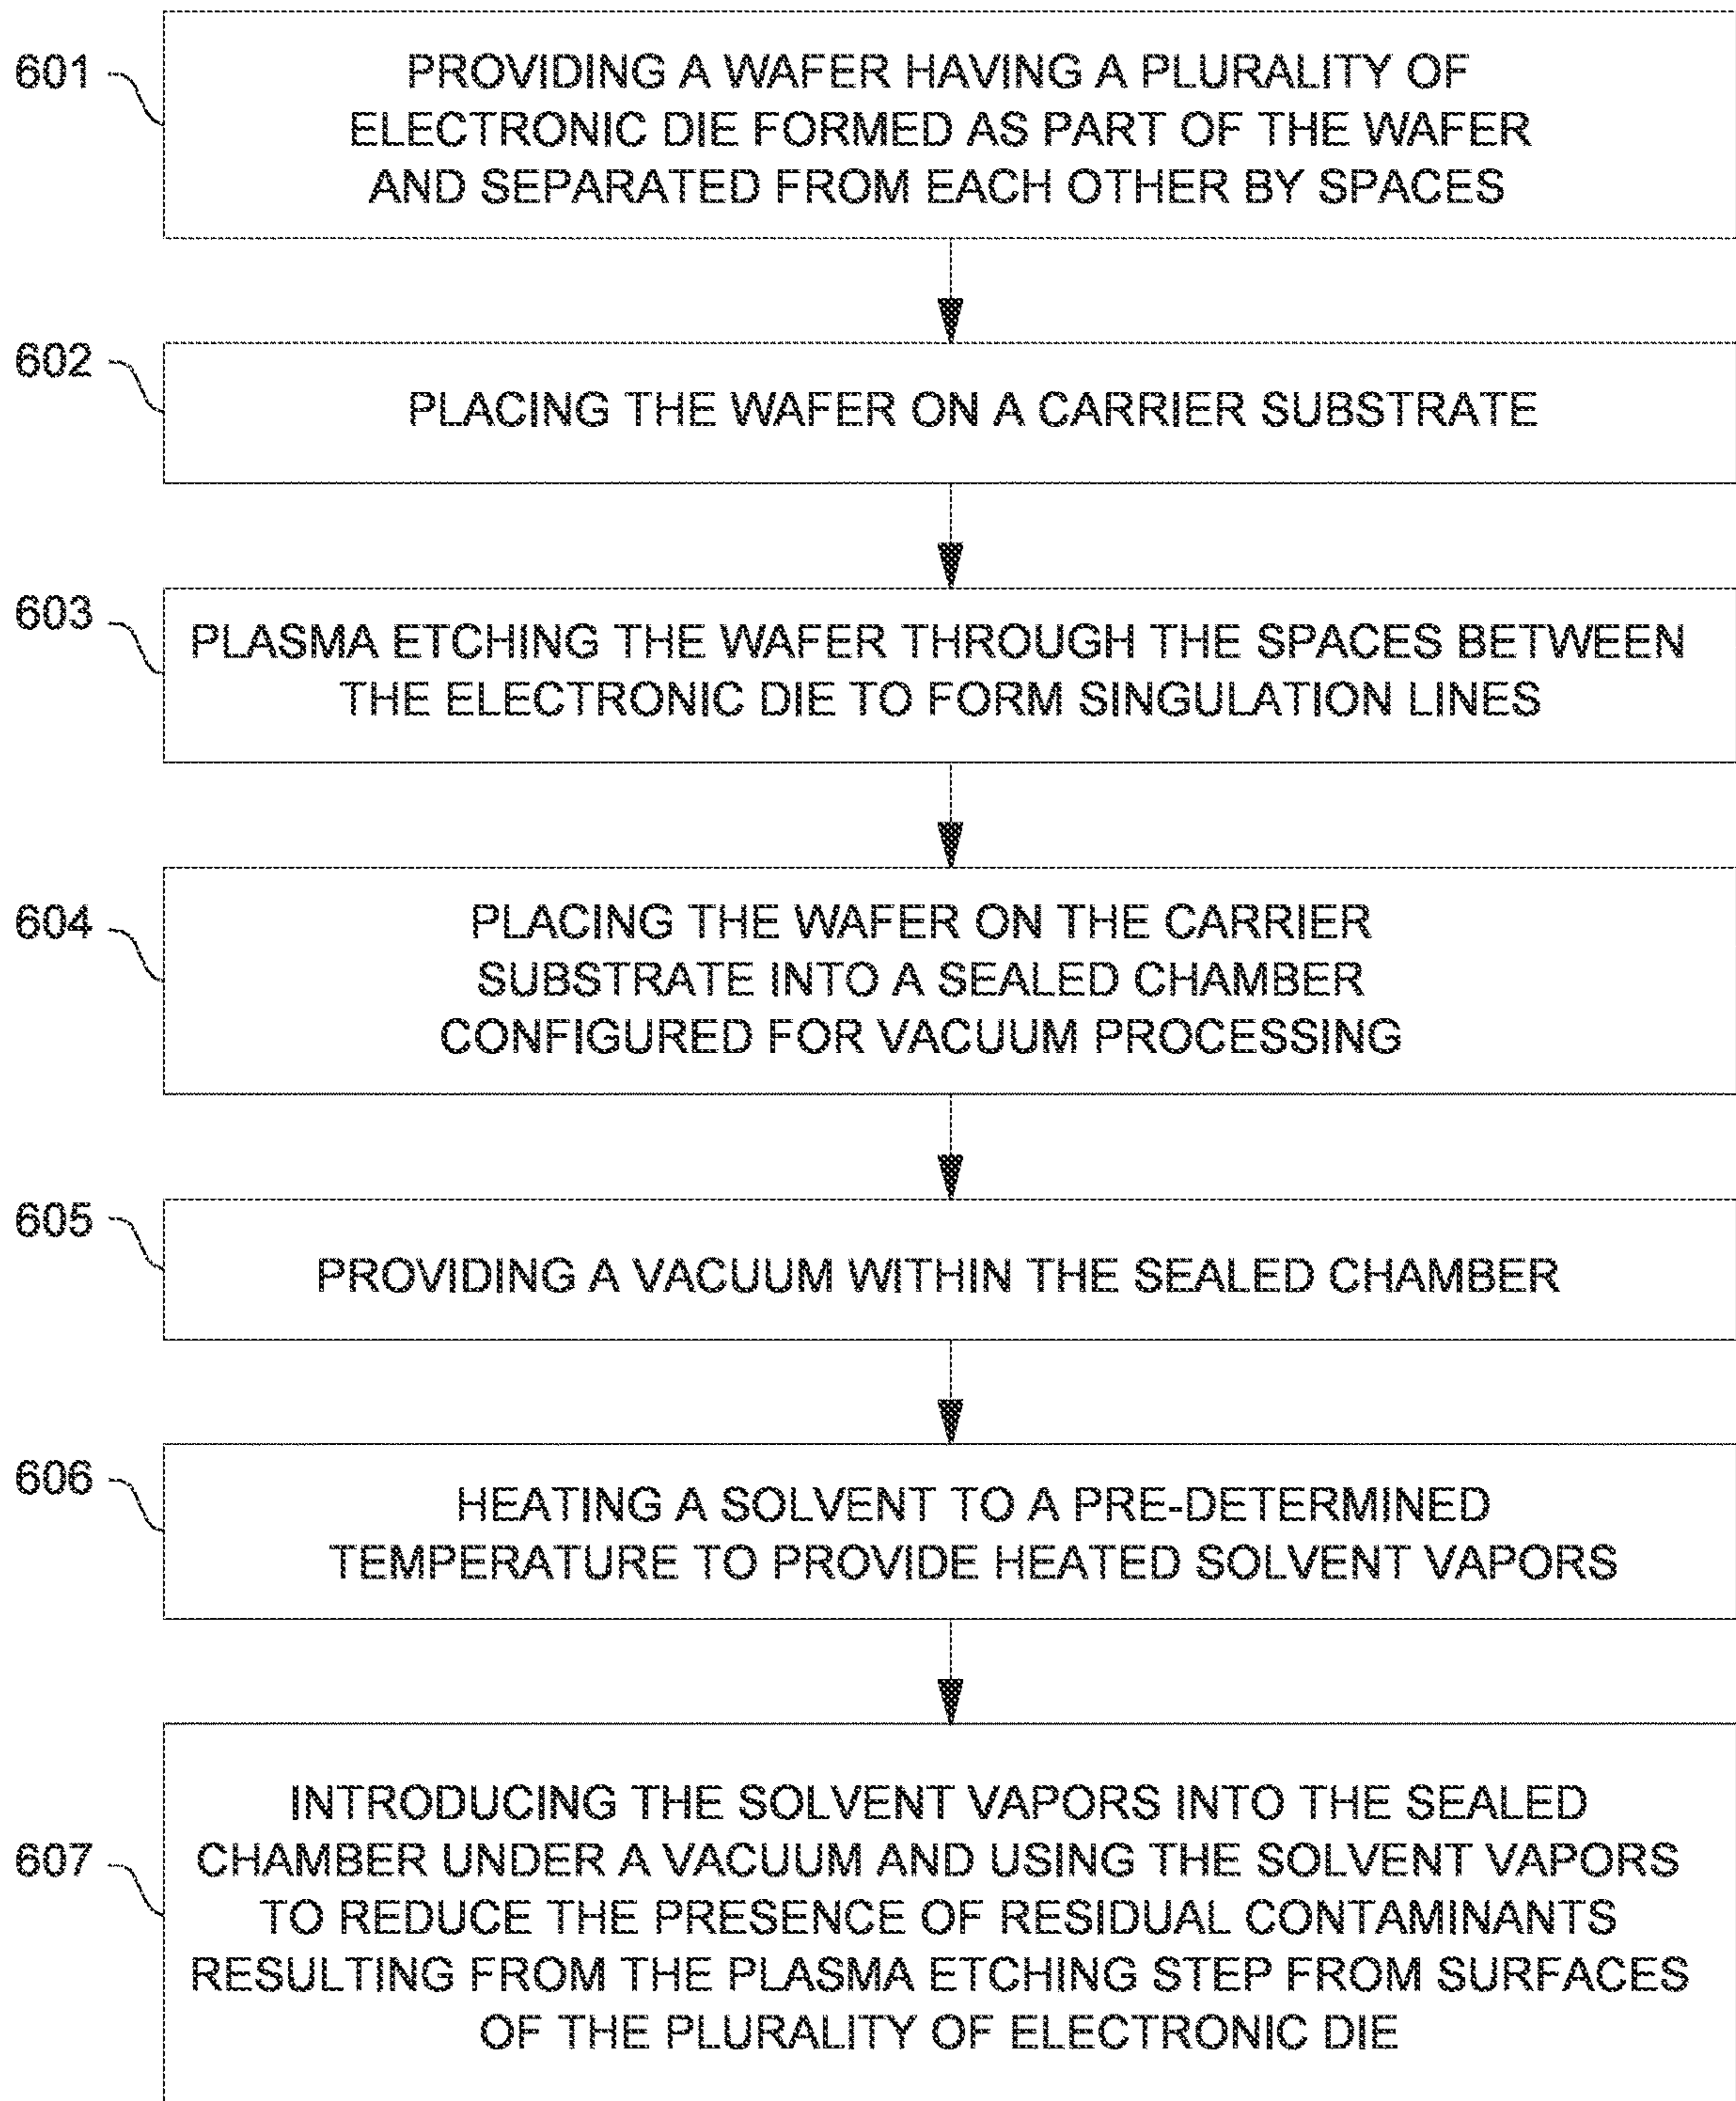 601
PROVIDING A WAFER HAVING A PLURALITY OF
ELECTRONIC DIE FORMED AS PART OF THE WAFER
AND SEPARATED FROM EACH OTHER BY SPACES
602
PLACING THE WAFER ON A CARRIER SUBSTRATE
603
PLASMA ETCHING THE WAFER THROUGH THE SPACES BETWEEN
THE ELECTRONIC DIE TO FORM SINGULATION LINES
604
PLACING THE WAFER ON THE CARRIER
SUBSTRATE INTO A SEALED CHAMBER
CONFIGURED FOR VACUUM PROCESSING
605
PROVIDING A VACUUM WITHIN THE SEALED CHAMBER
606
HEATING A SOLVENT TO A PRE-DETERMINED
TEMPERATURE TO PROVIDE HEATED SOLVENT VAPORS
607
INTRODUCING THE SOLVENT VAPORS INTO THE SEALED
CHAMBER UNDER A VACUUM AND USING THE SOLVENT VAPORS
TO REDUCE THE PRESENCE OF RESIDUAL CONTAMINANTS
RESULTING FROM THE PLASMA ETCHING STEP FROM SURFACES
OF THE PLURALITY OF ELECTRONIC DIE